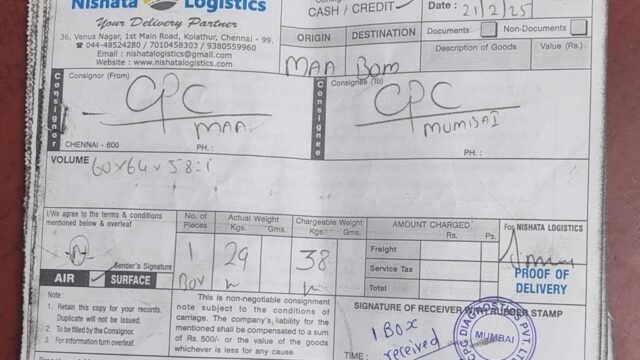 Nishata Logistics
Your Delivery Partner
36, Venus Nagar, 1st Main Road, Kolathur, Chennai - 99.
☎ 044-48524280 / 7010458303 / 9380559960
Email : nishatalogistics@gmail.com
Website : www.nishatalogistics.com
CASH / CREDIT
Date : 21/2/25
ORIGIN
DESTINATION
MAA
Bom
Documents
Non-Documents
Description of Goods
Value (Rs.)
Consignor
Consignor (From)
CPC
MAA
CHENNAI - 600
PH. :
Consignee
Consignee (To)
CPC
MUMBAI
PH. :
VOLUME
60x64x58:1
I/We agree to the terms & conditions
mentioned below & overleaf
Sender's Signature
AIR
SURFACE
No. of
Pieces
1
Box
Actual Weight
Kgs. Gms.
29
Chargeable Weight
Kgs. Gms.
38
AMOUNT CHARGED
Rs. Ps.
Freight
Service Tax
Total
For NISHATA LOGISTICS
PROOF OF
DELIVERY
Note :
1. Retain this copy for your records.
Duplicate will not be issued.
2. To be filled by the Consignor.
3. For information turn overleaf.
This is non-negotiable consignment
note subject to the conditions of
carriage. The company's liability for the
mentioned shall be compensated to a sum
of Rs. 500/- or the value of the goods
whichever is less for any cause.
SIGNATURE OF RECEIVER WITH RUBBER STAMP
1 Box
received
TIME :
DIAGNOSTICS PVT. L
MUMBAI